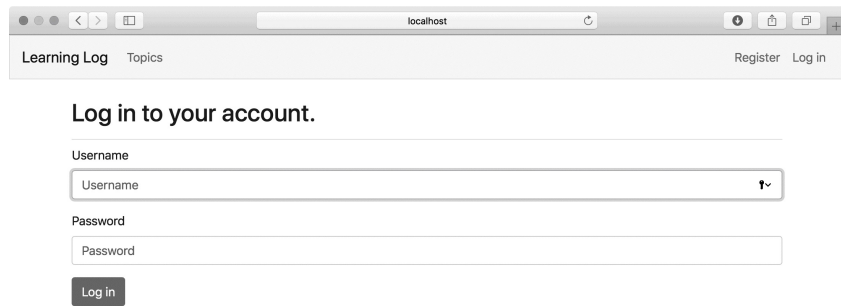 localhost
Learning Log Topics Register Log in
Log in to your account.
Username
Username
Password
Password
Log in